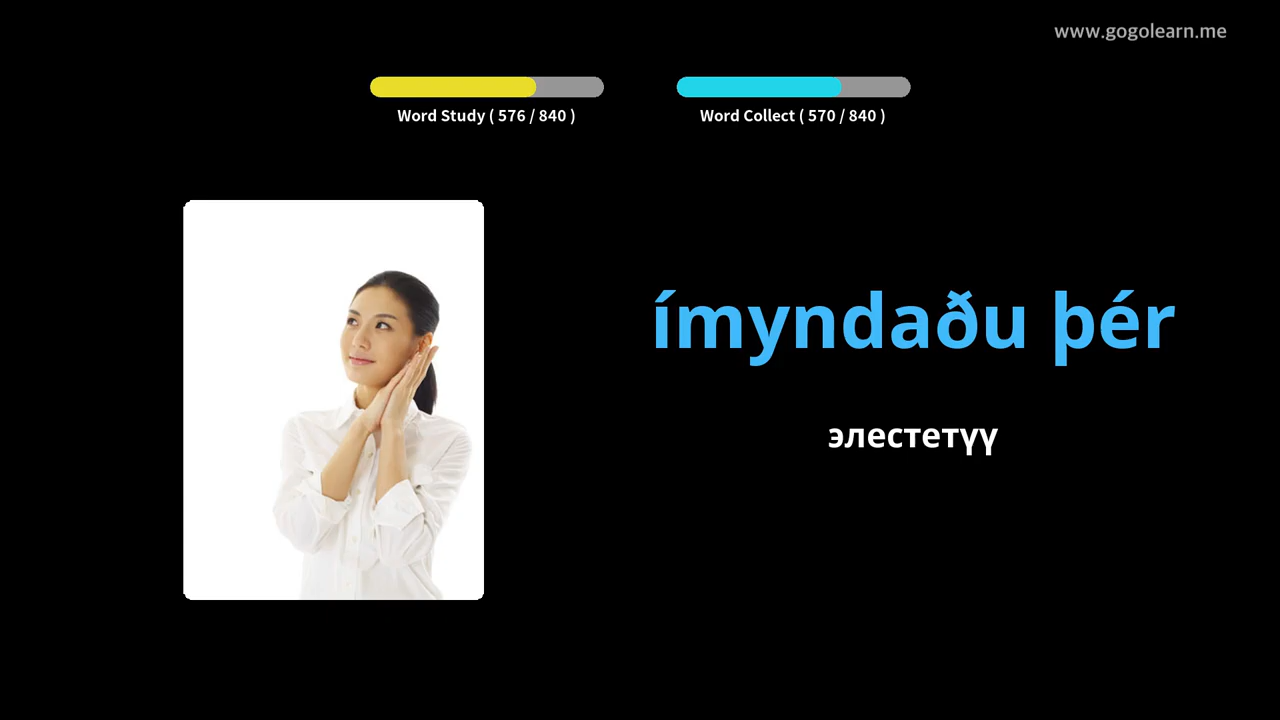 www.gogolearn.me
Word Study ( 576 / 840 )
Word Collect ( 570 / 840 )
ímyndaðu þér
элестетүү